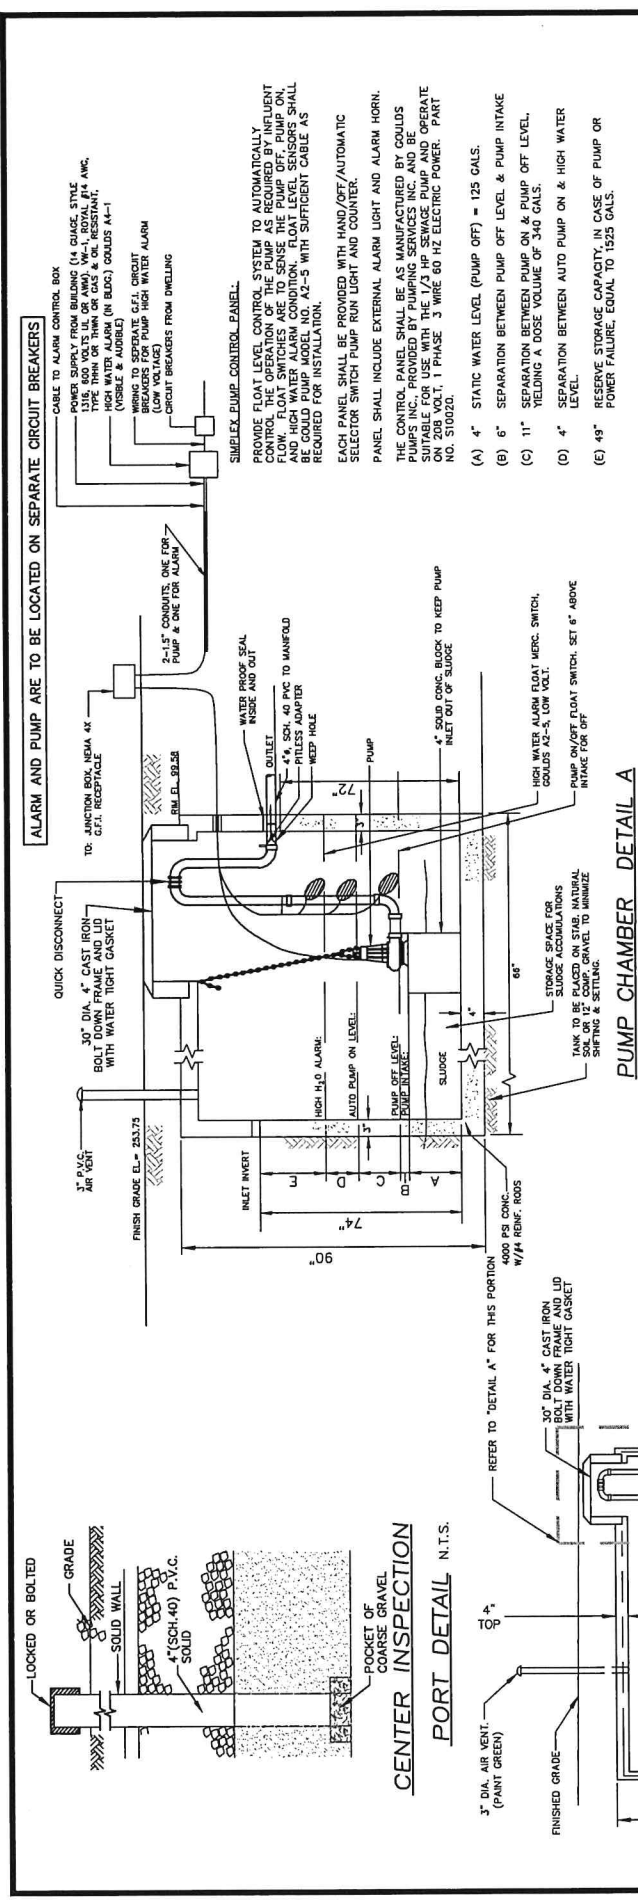 ALARM AND PUMP ARE TO BE LOCATED ON SEPARATE CIRCUIT BREAKERS
CABLE TO ALARM CONTROL BOX
POWER SUPPLY FROM BUILDING (14 GUAGE, STYLE
1316, 600 VOLTS UL OR AWM), VW-1, ROYAL #14 AWG,
TYPE THHN OR THWN OR GAS & OIL RESISTANT,
HIGH WATER ALARM (IN BLDG.) GOULDS A4-1
(VISIBLE & AUDIBLE)
WIRING TO SEPERATE G.F.I. CIRCUIT
BREAKERS FOR PUMP HIGH WATER ALARM
(LOW VOLTAGE)
CIRCUIT BREAKERS FROM DWELLING
2-1.5" CONDUITS, ONE FOR
PUMP & ONE FOR ALARM
TO: JUNCTION BOX, NEMA 4X
G.F.I. RECEPTACLE
SIMPLEX PUMP CONTROL PANEL:
PROVIDE FLOAT LEVEL CONTROL SYSTEM TO AUTOMATICALLY
CONTROL THE OPERATION OF THE PUMP AS REQUIRED BY INFLUENT
FLOW. FLOAT SWITCHES ARE TO SENSE THE PUMP OFF, PUMP ON,
AND HIGH WATER ALARM CONDITION. FLOAT LEVEL SENSORS SHALL
BE GOULD PUMP MODEL NO. A2-5 WITH SUFFICIENT CABLE AS
REQUIRED FOR INSTALLATION.
EACH PANEL SHALL BE PROVIDED WITH HAND/OFF/AUTOMATIC
SELECTOR SWITCH PUMP RUN LIGHT AND COUNTER.
PANEL SHALL INCLUDE EXTERNAL ALARM LIGHT AND ALARM HORN.
THE CONTROL PANEL SHALL BE AS MANUFACTURED BY GOULDS
PUMPS INC., PROVIDED BY PUMPING SERVICES INC. AND BE
SUITABLE FOR USE WITH THE 1/3 HP SEWAGE PUMP AND OPERATE
ON 208 VOLT, 1 PHASE 3 WIRE 60 HZ ELECTRIC POWER. PART
NO. S10020.
(A) 4" STATIC WATER LEVEL (PUMP OFF) = 125 GALS.
(B) 6" SEPARATION BETWEEN PUMP OFF LEVEL & PUMP INTAKE
(C) 11" SEPARATION BETWEEN PUMP ON & PUMP OFF LEVEL,
YIELDING A DOSE VOLUME OF 340 GALS.
(D) 4" SEPARATION BETWEEN AUTO PUMP ON & HIGH WATER
LEVEL.
(E) 49" RESERVE STORAGE CAPACITY, IN CASE OF PUMP OR
POWER FAILURE, EQUAL TO 1525 GALS.
QUICK DISCONNECT
30" DIA. 4" CAST IRON
BOLT DOWN FRAME AND LID
WITH WATER TIGHT GASKET
3" P.V.C.
AIR VENT
FINISH GRADE EL= 253.75
RIM EL. 99.58
WATER PROOF SEAL
INSIDE AND OUT
OUTLET
4"ø, SCH. 40 PVC TO MANIFOLD
PITLESS ADAPTER
WEEP HOLE
72"
3"
PUMP
4" SOLID CONC. BLOCK TO KEEP PUMP
INLET OUT OF SLUDGE
INLET INVERT
HIGH H2O ALARM:
AUTO PUMP ON LEVEL:
PUMP OFF LEVEL:
PUMP INTAKE:
SLUDGE
3"
E
D
C
B
A
74"
90"
4"
66"
4000 PSI CONC.
W/#4 REINF. RODS
STORAGE SPACE FOR
SLUDGE ACCUMULATIONS
TANK TO BE PLACED ON STAB. NATURAL
SOIL OR 12" COMP. GRAVEL TO MINIMIZE
SHIFTING & SETTLING.
HIGH WATER ALARM FLOAT MERC. SWITCH,
GOULDS A2-5, LOW VOLT.
PUMP ON/OFF FLOAT SWITCH. SET 6" ABOVE
INTAKE FOR OFF
PUMP CHAMBER DETAIL A
LOCKED OR BOLTED
GRADE
SOLID WALL
4"(SCH.40) P.V.C.
SOLID
POCKET OF
COARSE GRAVEL
CENTER INSPECTION
PORT DETAIL N.T.S.
REFER TO "DETAIL A" FOR THIS PORTION
30" DIA. 4" CAST IRON
BOLT DOWN FRAME AND LID
WITH WATER TIGHT GASKET
4"
TOP
3" DIA. AIR VENT.
(PAINT GREEN)
FINISHED GRADE